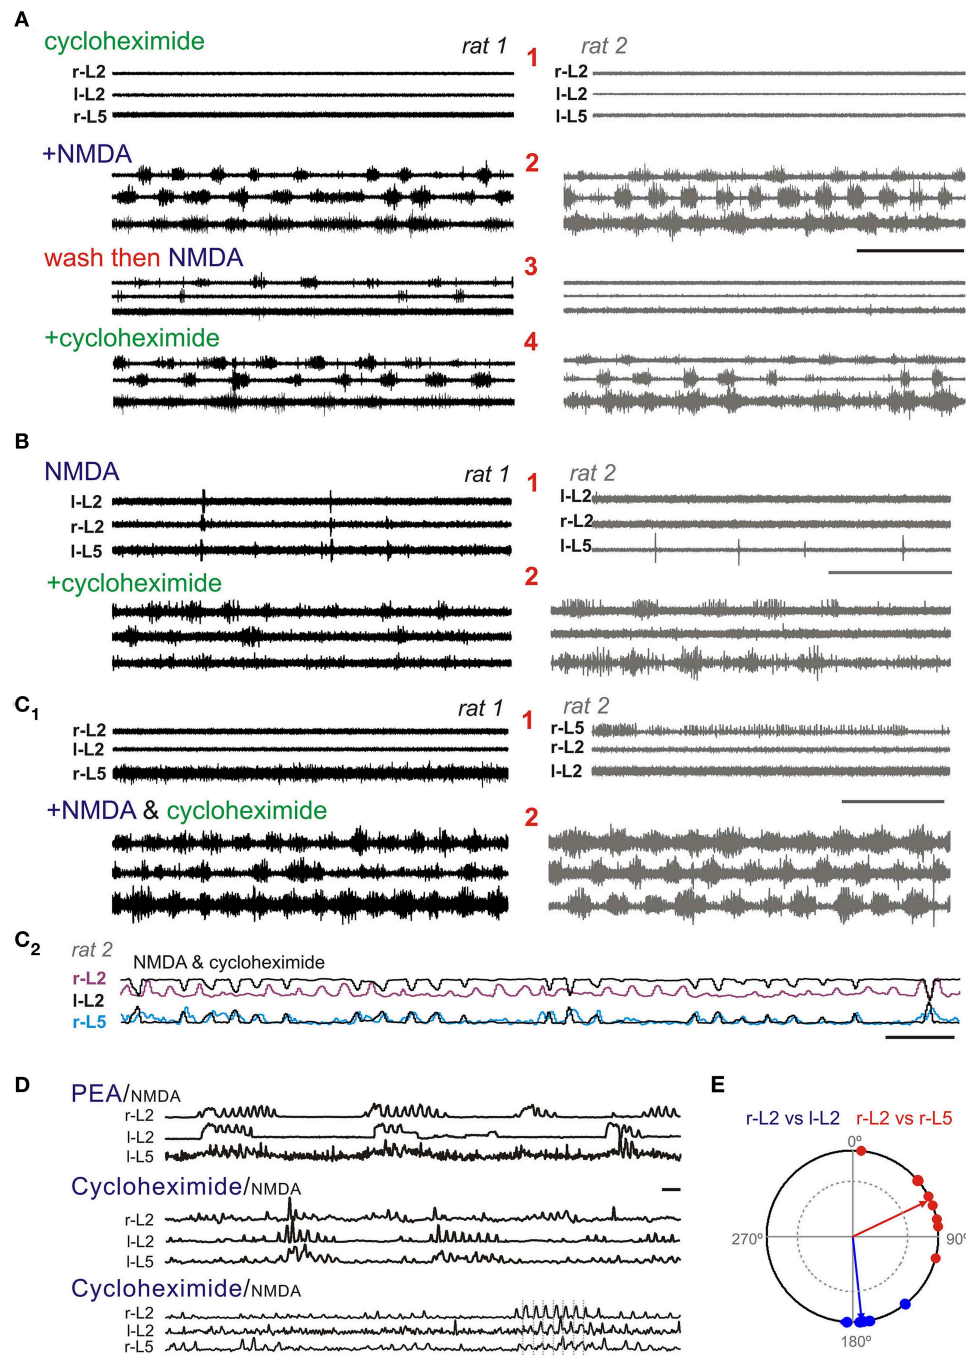 A
cycloheximide
rat 1
1
rat 2
r-L2
l-L2
r-L5
r-L2
l-L2
l-L5
+NMDA
2
wash then NMDA
3
+cycloheximide
4
B
NMDA
rat 1
1
rat 2
l-L2
r-L2
l-L5
l-L2
r-L2
l-L5
+cycloheximide
2
C1
rat 1
1
rat 2
r-L2
l-L2
r-L5
r-L5
r-L2
l-L2
+NMDA & cycloheximide
2
C2
rat 2
NMDA & cycloheximide
r-L2
l-L2
r-L5
D
PEA/NMDA
r-L2
l-L2
l-L5
Cycloheximide/NMDA
r-L2
l-L2
l-L5
Cycloheximide/NMDA
r-L2
l-L2
r-L5
E
r-L2 vs l-L2 r-L2 vs r-L5
0º
270º
90º
180º